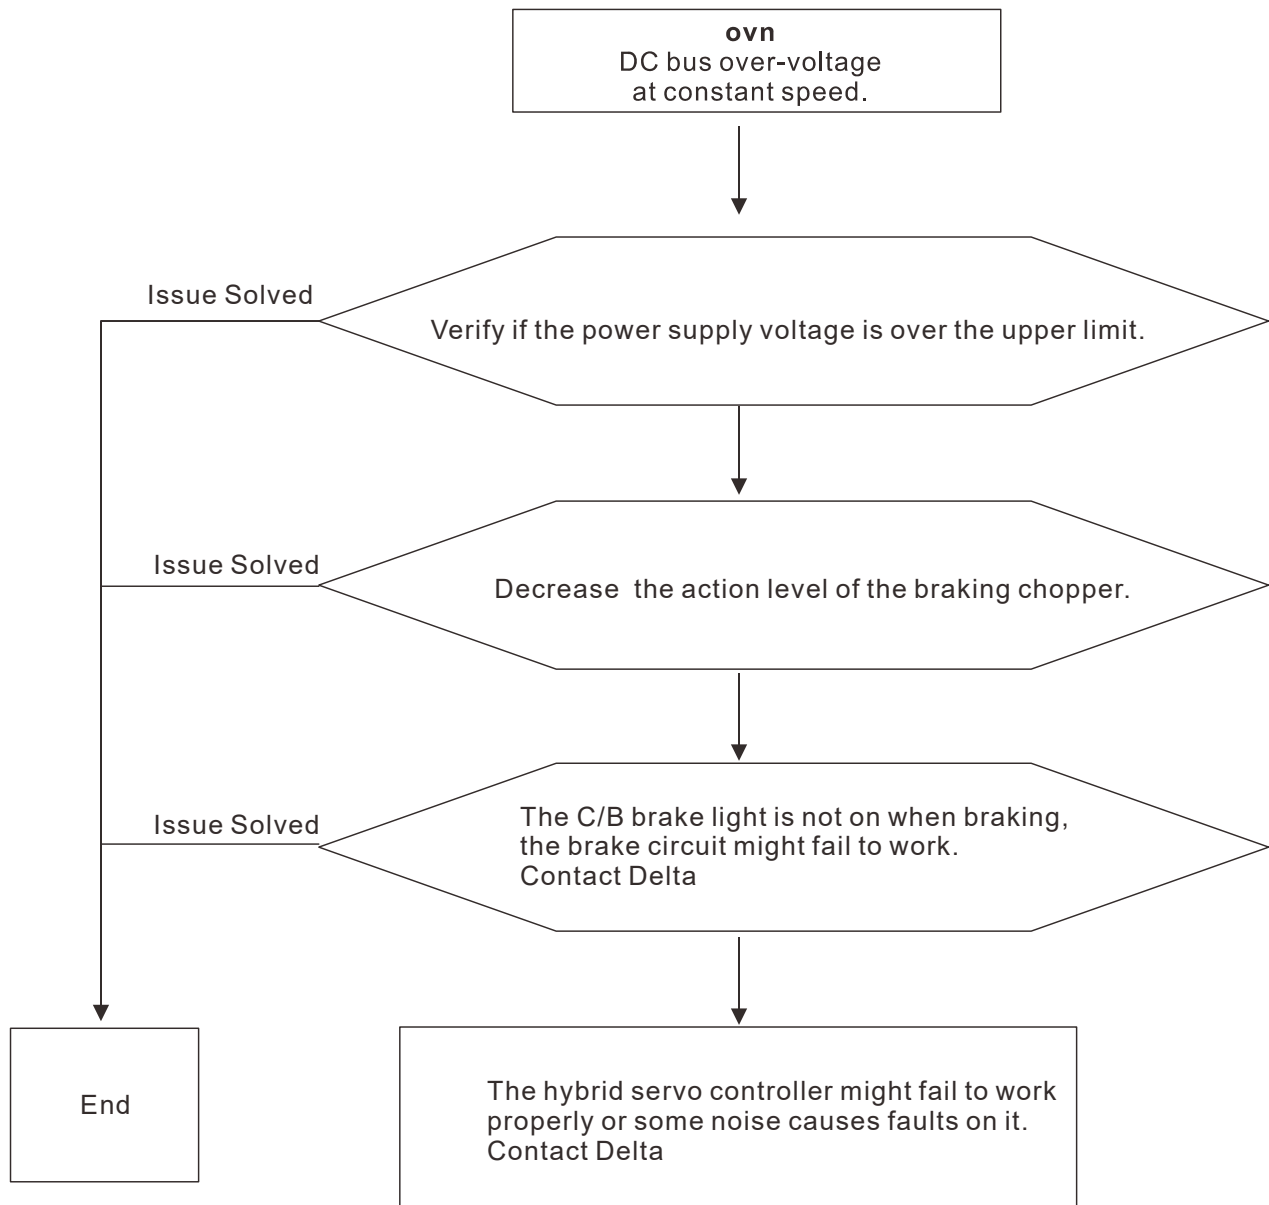 ovn
DC bus over-voltage
at constant speed.
Issue Solved
Verify if the power supply voltage is over the upper limit.
Issue Solved
Decrease the action level of the braking chopper.
Issue Solved
The C/B brake light is not on when braking,
the brake circuit might fail to work.
Contact Delta
End
The hybrid servo controller might fail to work
properly or some noise causes faults on it.
Contact Delta